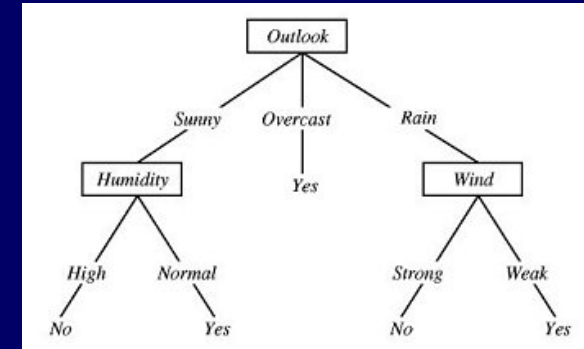 Outlook
Sunny Overcast Rain
Humidity Yes Wind
High Normal Strong Weak
No Yes No Yes